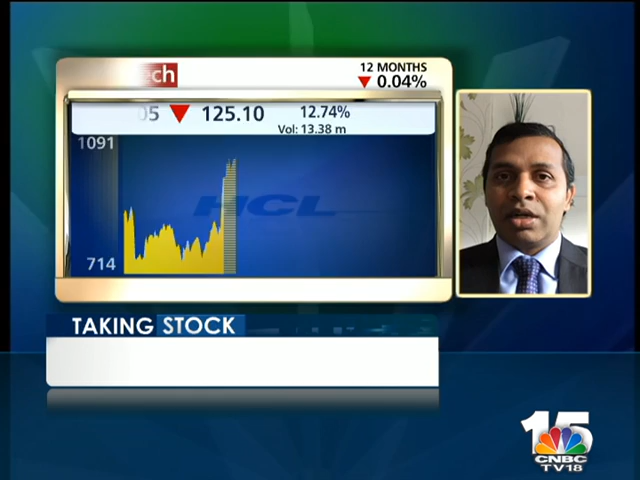 ch
12 MONTHS
0.04%
05 125.10 12.74%
Vol: 13.38 m
1091
HCL
714
TAKING STOCK
15
CNBC
TV18